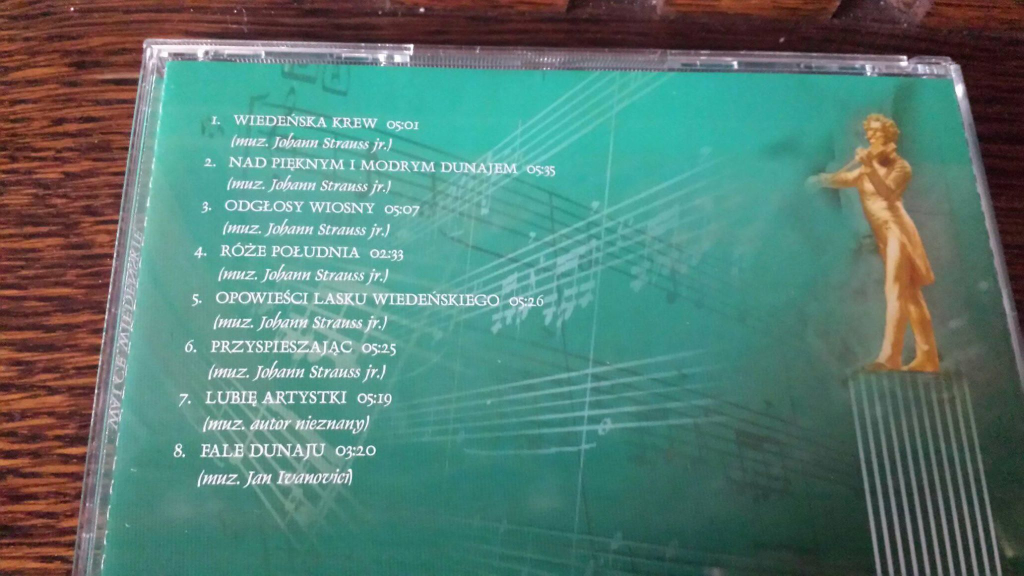 1. WIEDEŃSKA KREW 05:01
(muz. Johann Strauss jr.)
2. NAD PIĘKNYM I MODRYM DUNAJEM 05:35
(muz. Johann Strauss jr.)
3. ODGŁOSY WIOSNY 05:07
(muz. Johann Strauss jr.)
4. RÓŻE POŁUDNIA 02:33
(muz. Johann Strauss jr.)
5. OPOWIEŚCI LASKU WIEDEŃSKIEGO 05:26
(muz. Johann Strauss jr.)
6. PRZYSPIESZAJĄC 05:25
(muz. Johann Strauss jr.)
7. LUBIĘ ARTYSTKI 05:19
(muz. autor nieznany)
8. FALE DUNAJU 03:20
(muz. Jan Ivanovici)